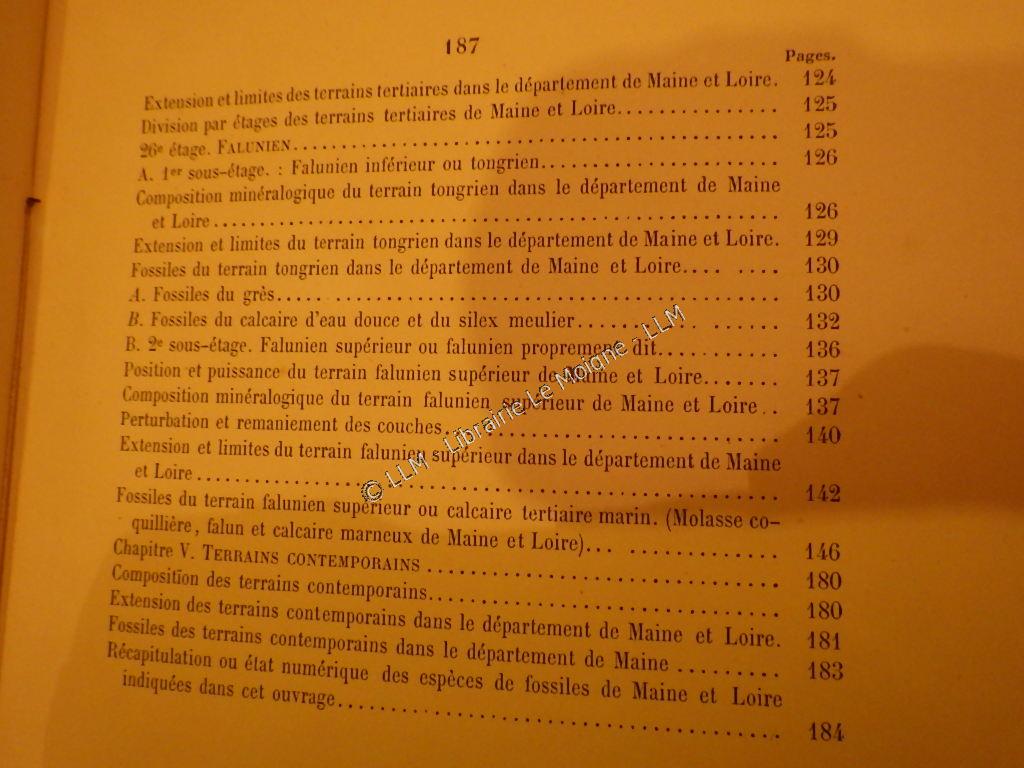 187
Pages.
Extension et limites des terrains tertiaires dans le département de Maine et Loire. 124
Division par étages des terrains tertiaires de Maine et Loire.............. 125
26e étage. FALUNIEN.............................................. 125
A. 1er sous-étage. : Falunien inférieur ou tongrien..................... 126
Composition minéralogique du terrain tongrien dans le département de Maine
et Loire.................................................... 126
Extension et limites du terrain tongrien dans le département de Maine et Loire. 129
Fossiles du terrain tongrien dans le département de Maine et Loire.... .... 130
A. Fossiles du grès.... ....................................... 130
B. Fossiles du calcaire d'eau douce et du silex meulier............ ...... 132
B. 2e sous-étage. Falunien supérieur ou falunien proprement dit........... 136
Position et puissance du terrain falunien supérieur de Maine et Loire....... 137
Composition minéralogique du terrain falunien supérieur de Maine et Loire.. 137
Perturbation et remaniement des couches............................ 140
Extension et limites du terrain falunien supérieur dans le département de Maine
et Loire.................................................... 142
Fossiles du terrain falunien supérieur ou calcaire tertiaire marin. (Molasse co-
quillière, falun et calcaire marneux de Maine et Loire)... ............. 146
Chapitre V. TERRAINS CONTEMPORAINS................................ 180
Composition des terrains contemporains............................. 180
Extension des terrains contemporains dans le département de Maine et Loire. 181
Fossiles des terrains contemporains dans le département de Maine ......... 183
Récapitulation ou état numérique des espèces de fossiles de Maine et Loire
indiquées dans cet ouvrage...................................... 184
© LLM - Librairie Le Moigne - LLM